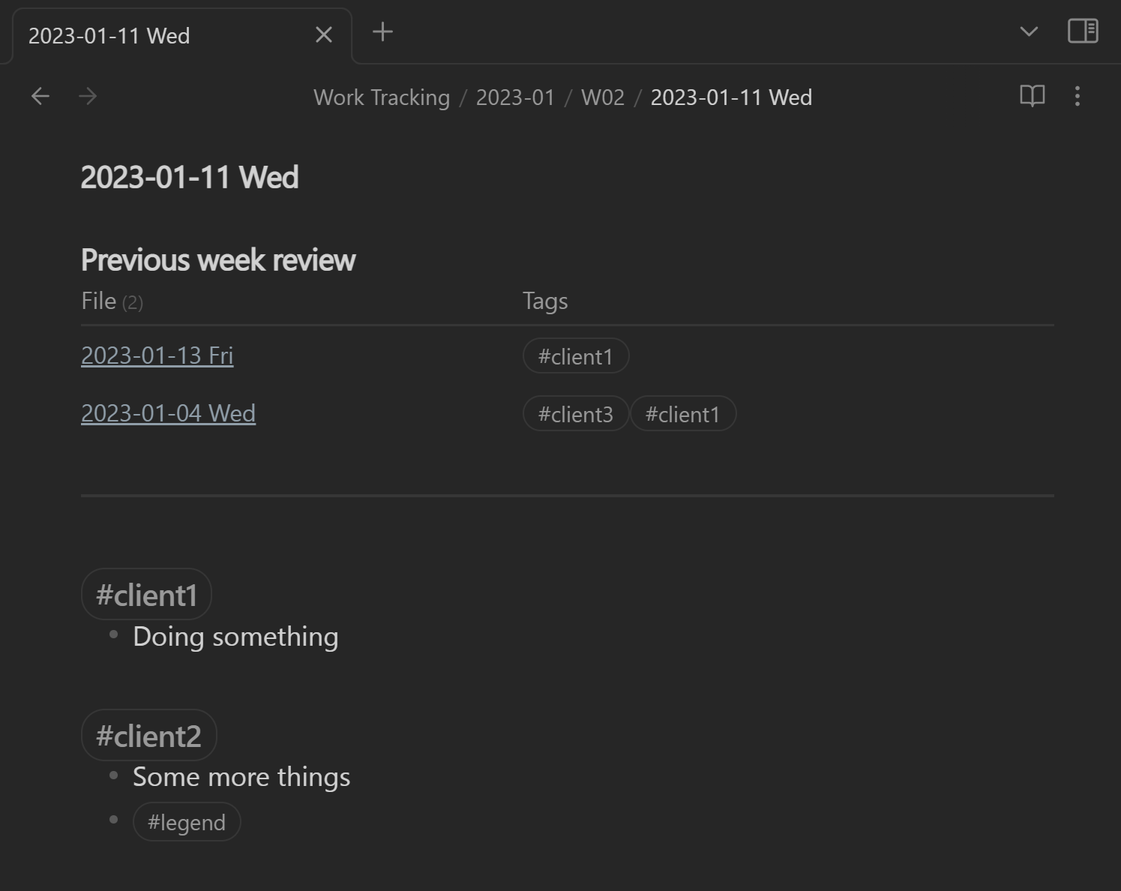 2023-01-11 Wed
Work Tracking / 2023-01 / W02 / 2023-01-11 Wed
2023-01-11 Wed
Previous week review
File (2) Tags
2023-01-13 Fri #client1
2023-01-04 Wed #client3 #client1
#client1
Doing something
#client2
Some more things
#legend